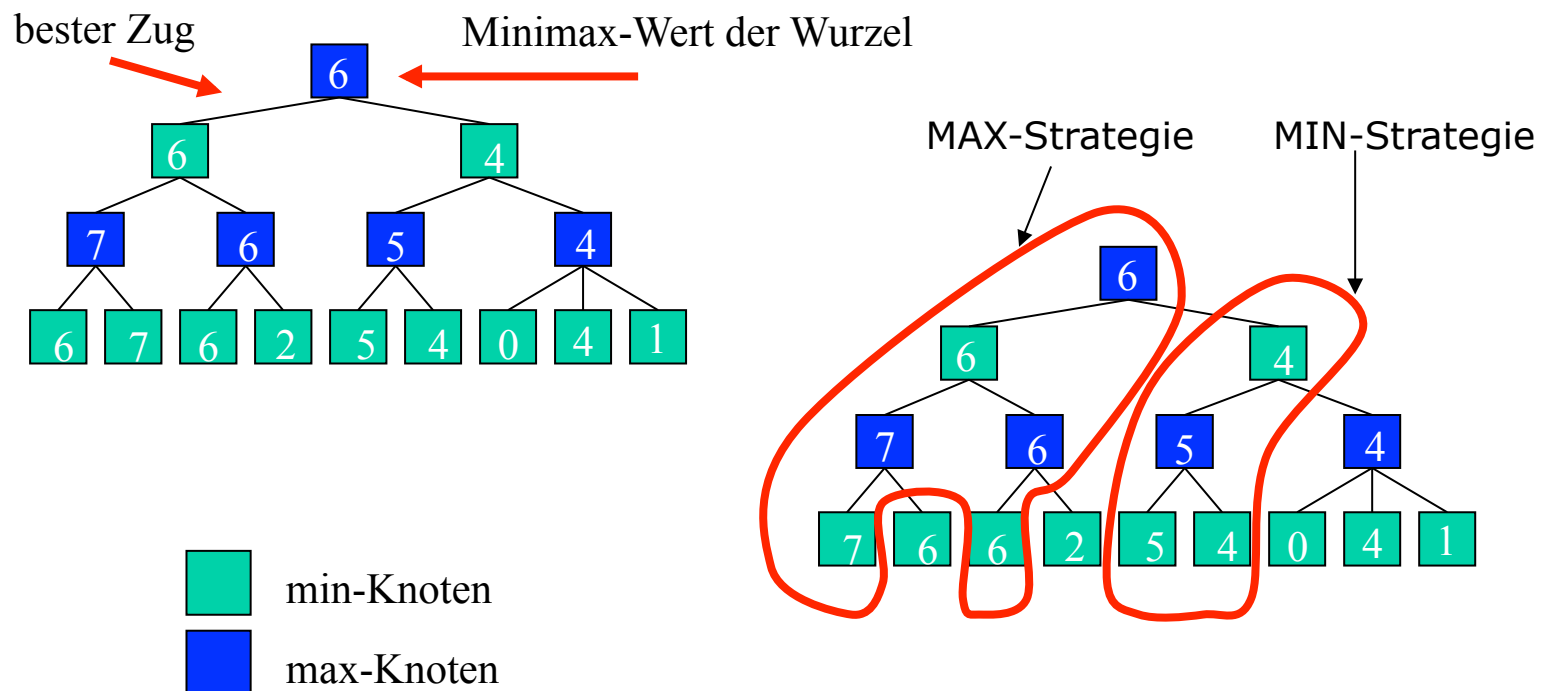 bester Zug
Minimax-Wert der Wurzel
6
6 4
7 6 5 4
6 7 6 2 5 4 0 4 1
min-Knoten
max-Knoten
MAX-Strategie
MIN-Strategie
6
6 4
7 6 5 4
7 6 6 2 5 4 0 4 1